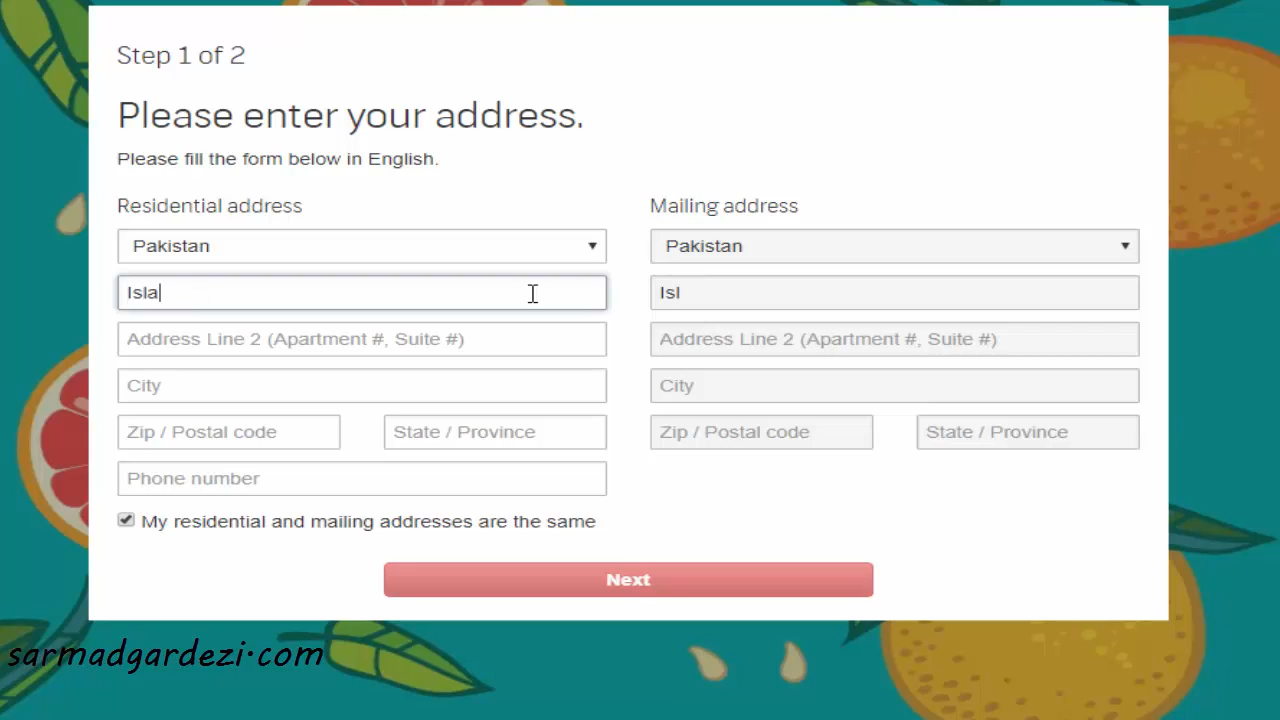 Step 1 of 2
Please enter your address.
Please fill the form below in English.
Residential address
Pakistan
Isla
Address Line 2 (Apartment #, Suite #)
City
Zip / Postal code State / Province
Phone number
My residential and mailing addresses are the same
Mailing address
Pakistan
Isl
Address Line 2 (Apartment #, Suite #)
City
Zip / Postal code State / Province
Next
sarmadgardezi.com